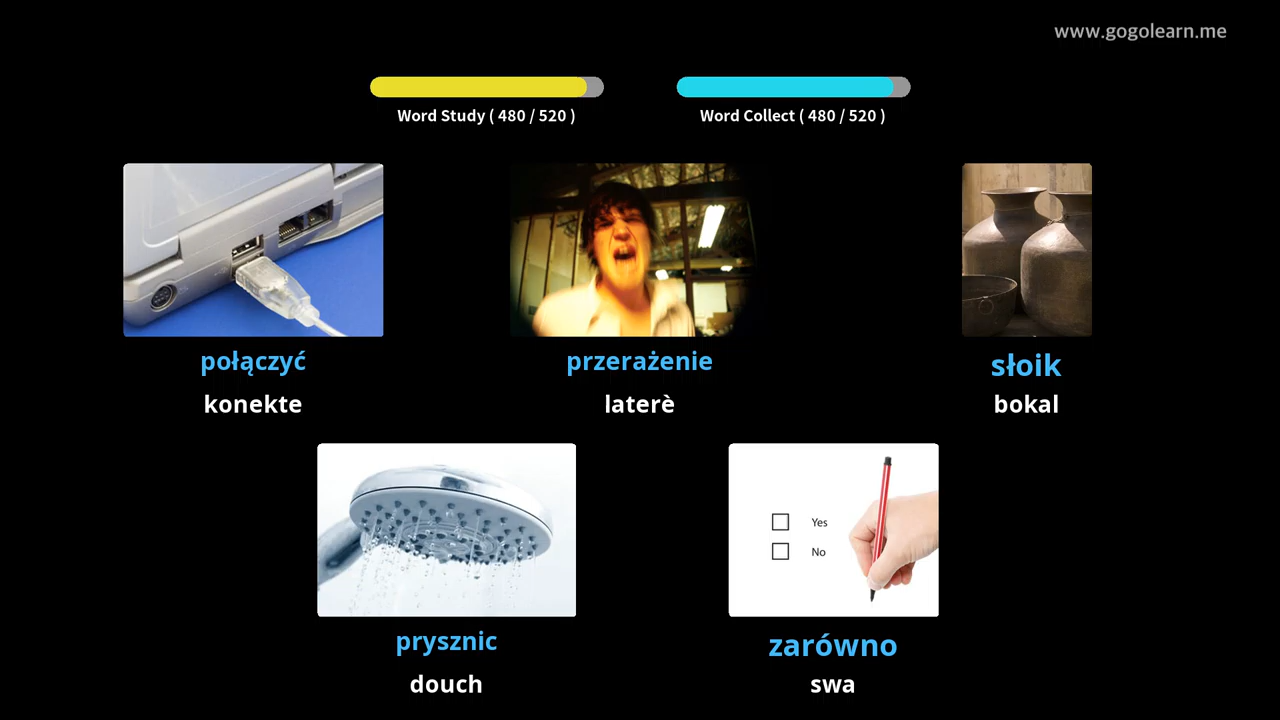 www.gogolearn.me
Word Study ( 480 / 520 )
Word Collect ( 480 / 520 )
połączyć
przerażenie
słoik
konekte
laterè
bokal
Yes
No
prysznic
zarówno
douch
swa